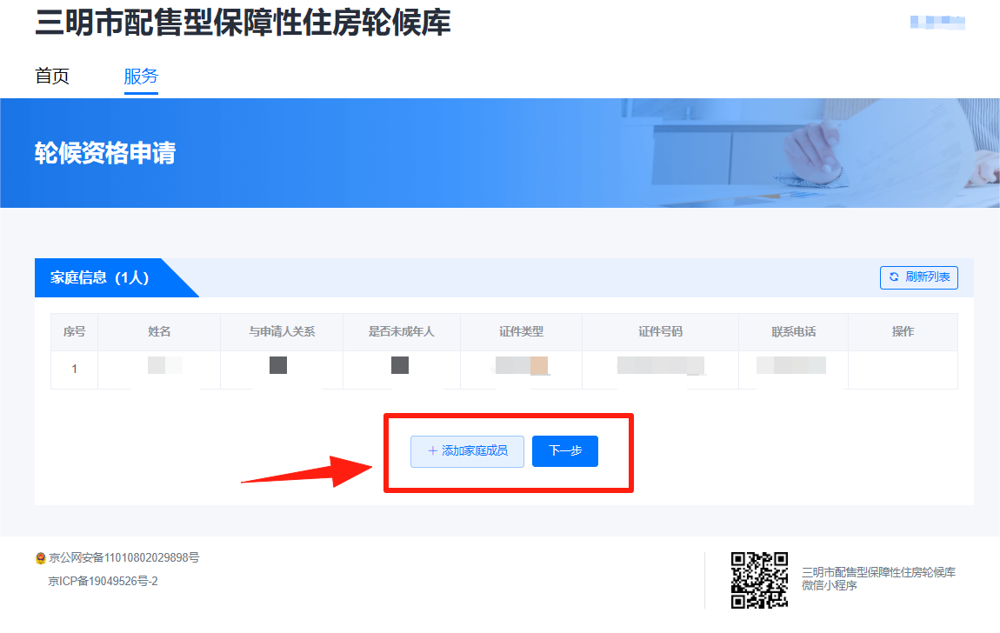 三明市配售型保障性住房轮候库
首页 服务
轮候资格申请
家庭信息（1人） 刷新列表
序号 姓名 与申请人关系 是否未成年人 证件类型 证件号码 联系电话 操作
1
+ 添加家庭成员 下一步
京公网安备11010802029898号
京ICP备19049526号-2
三明市配售型保障性住房轮候库
微信小程序